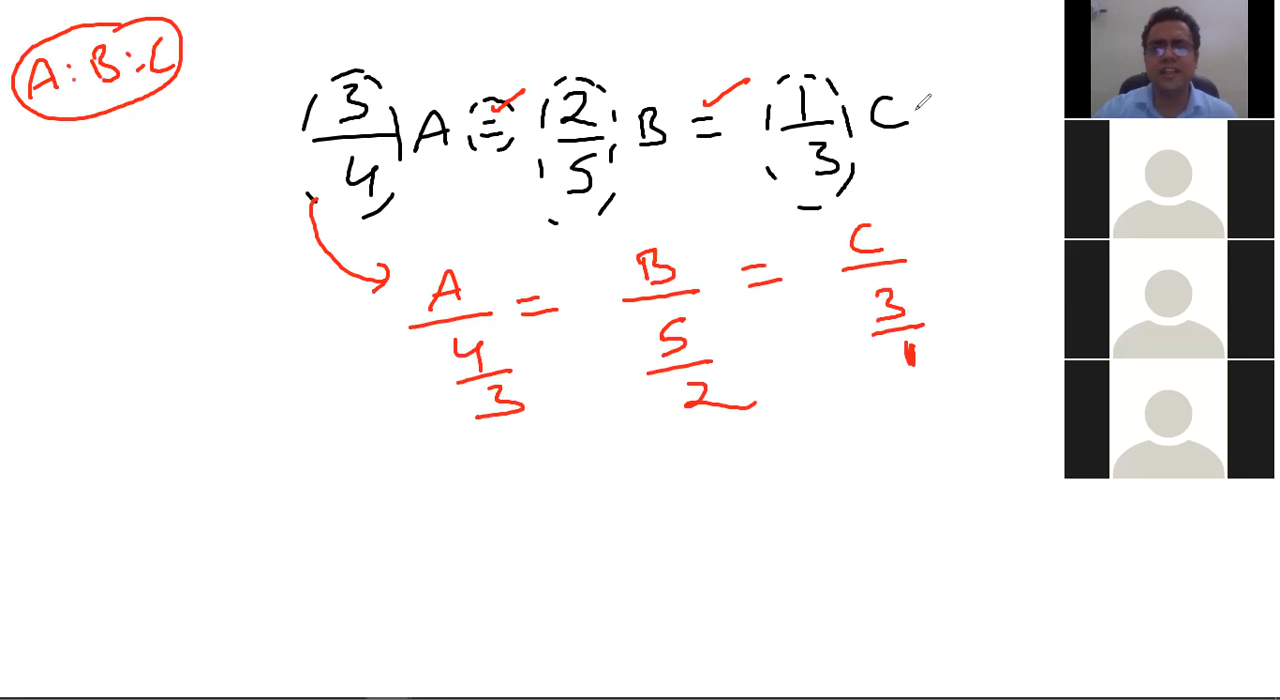 A : B : C
3/4 A = 2/5 B = 1/3 C
A/(4/3) = B/(5/2) = C/(3/1)